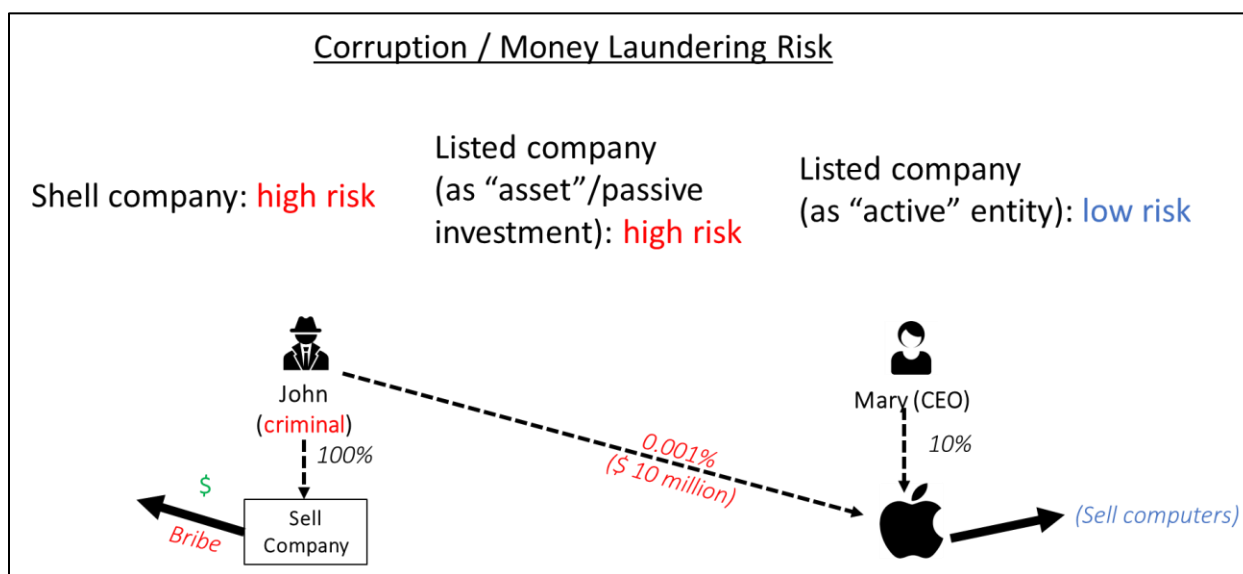 Corruption / Money Laundering Risk
Shell company: high risk
Listed company
(as “asset”/passive
investment): high risk
Listed company
(as “active” entity): low risk
John
(criminal)
100%
$
Bribe
Sell
Company
0.001%
($ 10 million)
Mary (CEO)
10%
(Sell computers)